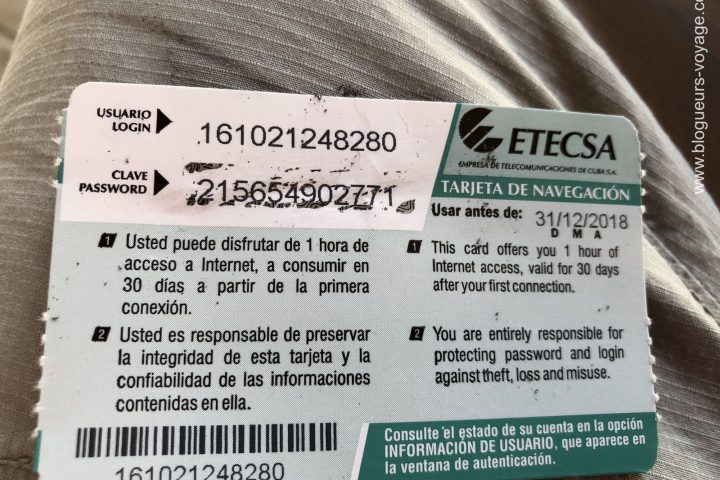 USUARIO
LOGIN
161021248280
CLAVE
PASSWORD
215654902771
ETECSA
EMPRESA DE TELECOMUNICACIONES DE CUBA S.A.
TARJETA DE NAVEGACIÓN
Usar antes de: 31/12/2018
D M A
1 Usted puede disfrutar de 1 hora de
acceso a Internet, a consumir en
30 días a partir de la primera
conexión.
2 Usted es responsable de preservar
la integridad de esta tarjeta y la
confiabilidad de las informaciones
contenidas en ella.
1 This card offers you 1 hour of
Internet access, valid for 30 days
after your first connection.
2 You are entirely responsible for
protecting password and login
against theft, loss and misuse.
161021248280
Consulte el estado de su cuenta en la opción
INFORMACIÓN DE USUARIO, que aparece en
la ventana de autenticación.
www.blogueurs-voyage.co